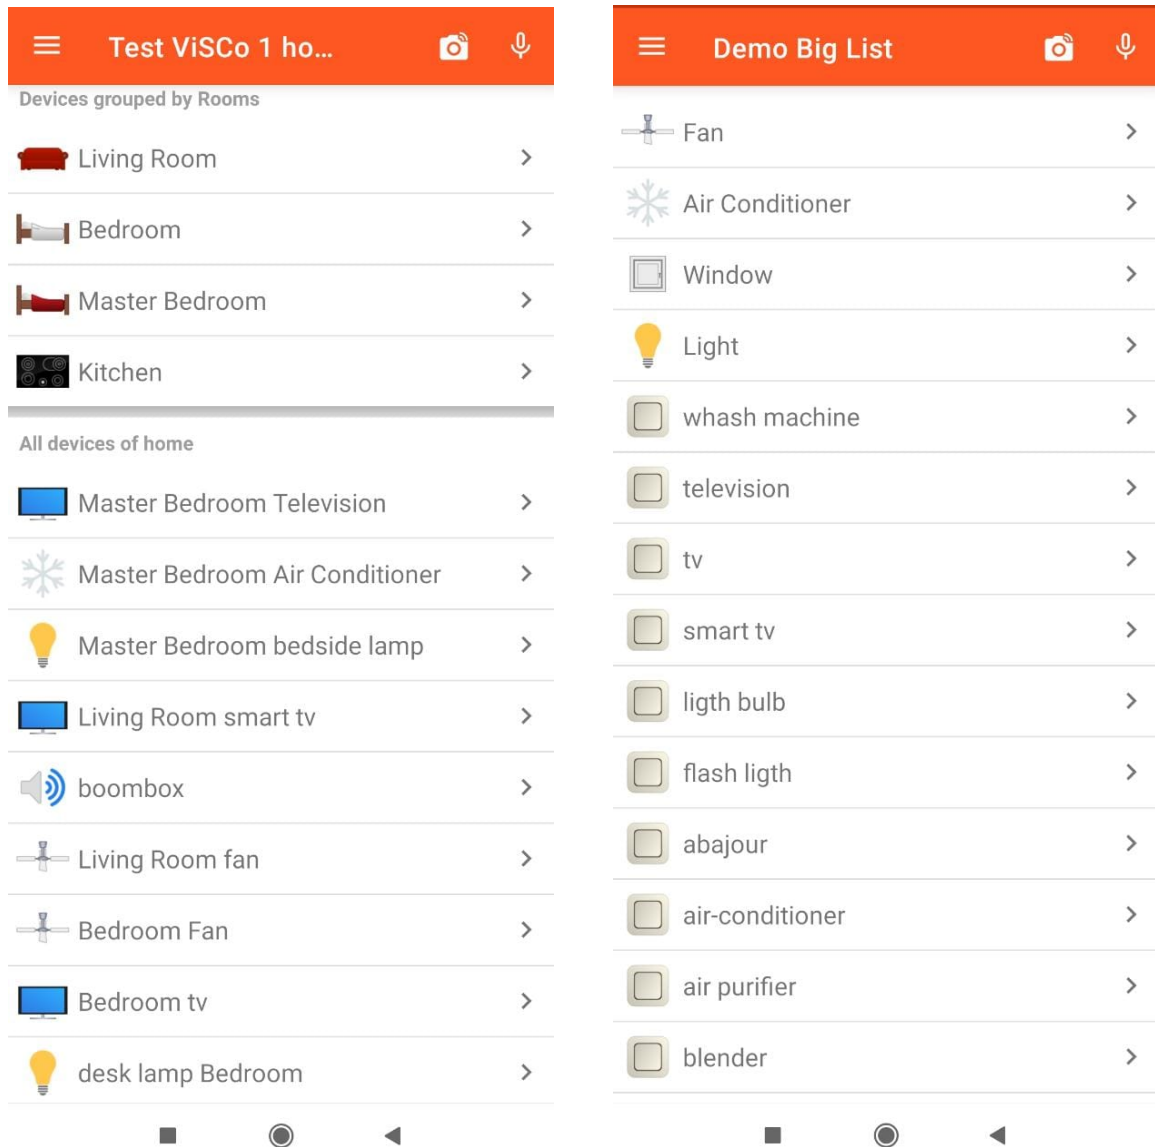 Test ViSCo 1 ho...
Devices grouped by Rooms
Living Room
Bedroom
Master Bedroom
Kitchen
All devices of home
Master Bedroom Television
Master Bedroom Air Conditioner
Master Bedroom bedside lamp
Living Room smart tv
boombox
Living Room fan
Bedroom Fan
Bedroom tv
desk lamp Bedroom
Demo Big List
Fan
Air Conditioner
Window
Light
whash machine
television
tv
smart tv
ligth bulb
flash ligth
abajour
air-conditioner
air purifier
blender